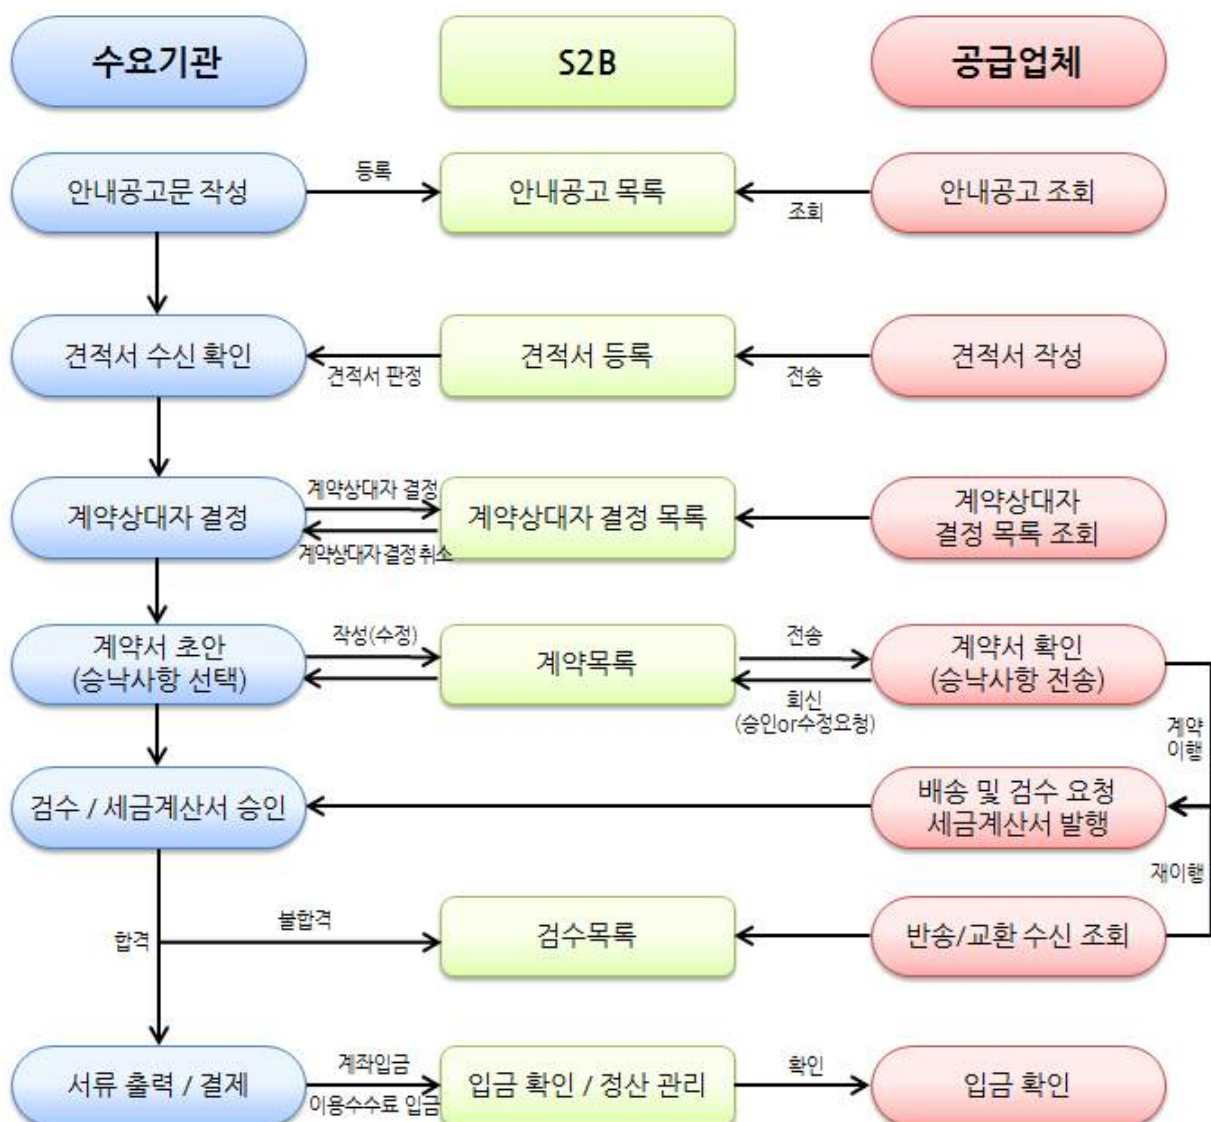 수요기관
S2B
공급업체
안내공고문 작성
등록
안내공고 목록
조회
안내공고 조회
견적서 수신 확인
견적서 판정
견적서 등록
전송
견적서 작성
계약상대자 결정
계약상대자 결정
계약상대자 결정 취소
계약상대자 결정 목록
계약상대자
결정 목록 조회
계약서 초안
(승낙사항 선택)
작성(수정)
계약목록
전송
회신
(승인or수정요청)
계약서 확인
(승낙사항 전송)
계약
이행
검수 / 세금계산서 승인
배송 및 검수 요청
세금계산서 발행
재이행
합격
불합격
검수목록
반송/교환 수신 조회
서류 출력 / 결제
계좌입금
이용수수료 입금
입금 확인 / 정산 관리
확인
입금 확인